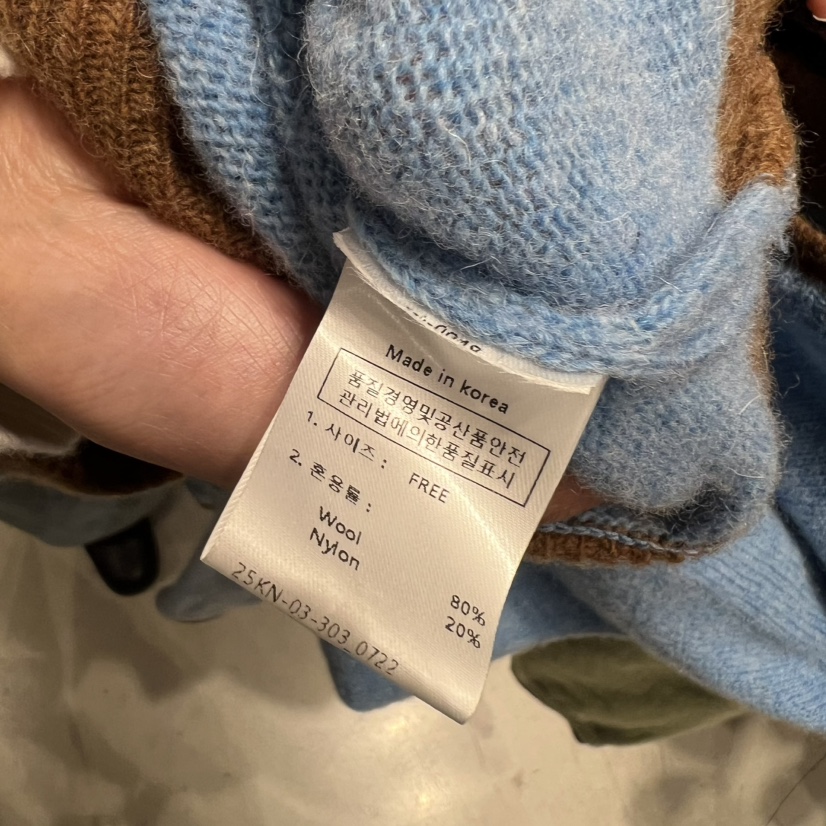 Made in korea
품질경영및공산품안전
관리법에의한품질표시
1. 사이즈 : FREE
2. 혼용률 :
Wool 80%
Nylon 20%
25KN-03-303_0722